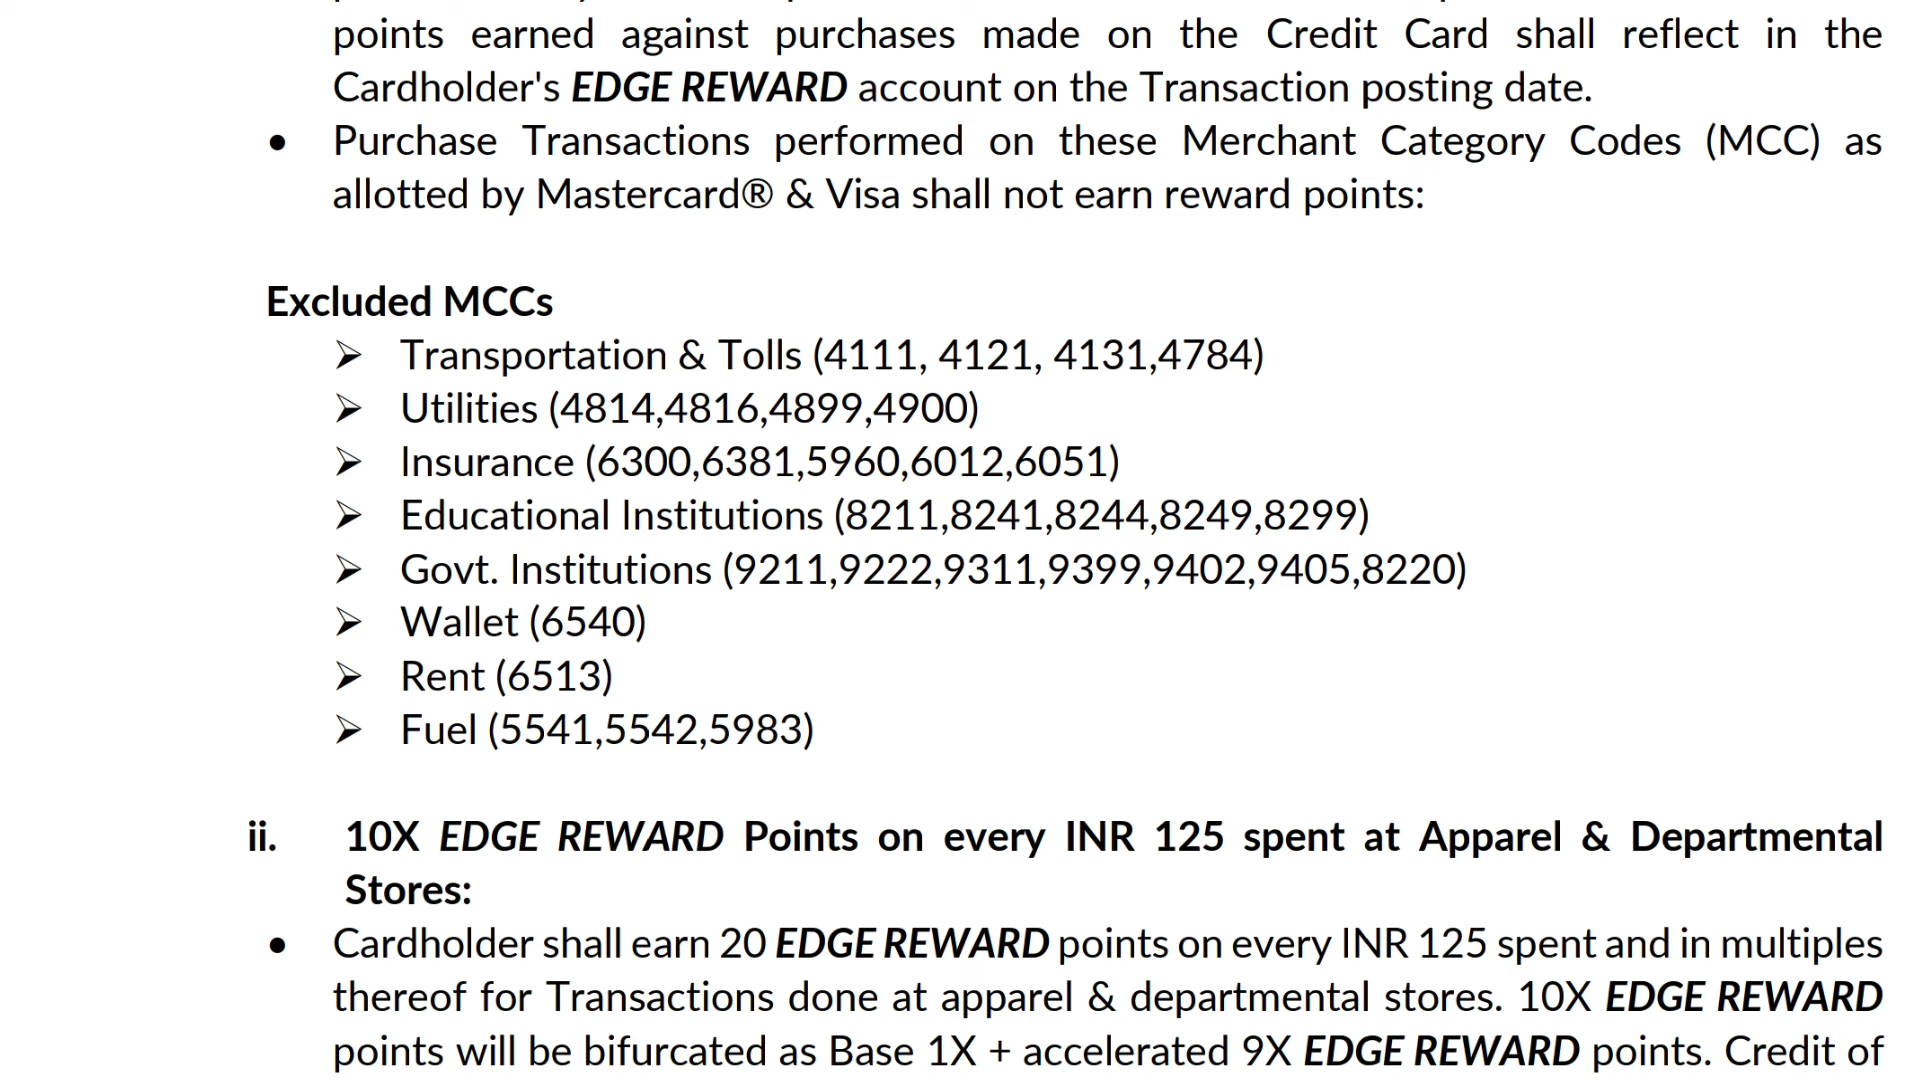 points earned against purchases made on the Credit Card shall reflect in the
Cardholder's EDGE REWARD account on the Transaction posting date.
• Purchase Transactions performed on these Merchant Category Codes (MCC) as
allotted by Mastercard® & Visa shall not earn reward points:
Excluded MCCs
➢ Transportation & Tolls (4111, 4121, 4131,4784)
➢ Utilities (4814,4816,4899,4900)
➢ Insurance (6300,6381,5960,6012,6051)
➢ Educational Institutions (8211,8241,8244,8249,8299)
➢ Govt. Institutions (9211,9222,9311,9399,9402,9405,8220)
➢ Wallet (6540)
➢ Rent (6513)
➢ Fuel (5541,5542,5983)
ii. 10X EDGE REWARD Points on every INR 125 spent at Apparel & Departmental
Stores:
• Cardholder shall earn 20 EDGE REWARD points on every INR 125 spent and in multiples
thereof for Transactions done at apparel & departmental stores. 10X EDGE REWARD
points will be bifurcated as Base 1X + accelerated 9X EDGE REWARD points. Credit of